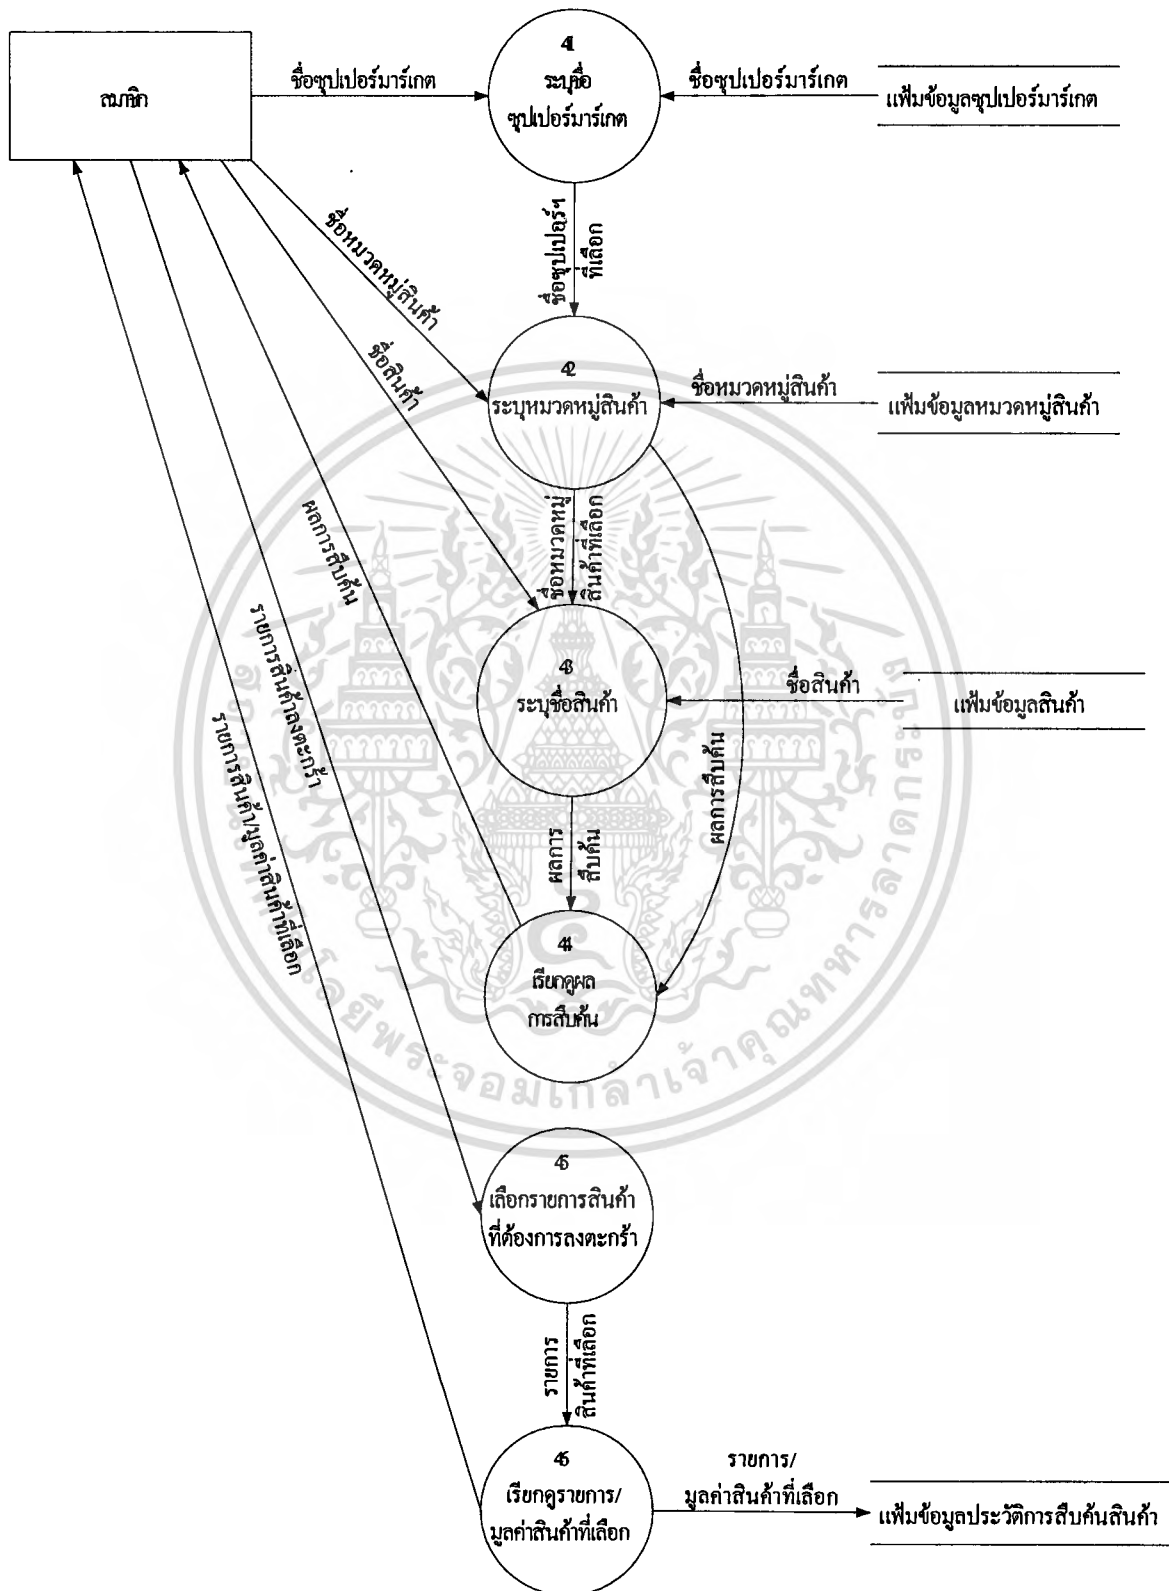 สมาชิก
ชื่อซุปเปอร์มาร์เกต
4.1
ระบุชื่อ
ซุปเปอร์มาร์เกต
ชื่อซุปเปอร์มาร์เกต
แฟ้มข้อมูลซุปเปอร์มาร์เกต
ชื่อซุปเปอร์ฯ
ที่เลือก
ชื่อหมวดหมู่สินค้า
ชื่อสินค้า
4.2
ระบุหมวดหมู่สินค้า
ชื่อหมวดหมู่สินค้า
แฟ้มข้อมูลหมวดหมู่สินค้า
ชื่อหมวดหมู่
สินค้าที่เลือก
ผลการสืบค้น
รายการสินค้าลงตะกร้า
รายการสินค้า/มูลค่าสินค้าที่เลือก
4.3
ระบุชื่อสินค้า
ชื่อสินค้า
แฟ้มข้อมูลสินค้า
ผลการ
สืบค้น
ผลการสืบค้น
4.4
เรียกดูผล
การสืบค้น
4.5
เลือกรายการสินค้า
ที่ต้องการลงตะกร้า
รายการ
สินค้าที่เลือก
4.6
เรียกดูรายการ/
มูลค่าสินค้าที่เลือก
รายการ/
มูลค่าสินค้าที่เลือก
แฟ้มข้อมูลประวัติการสืบค้นสินค้า